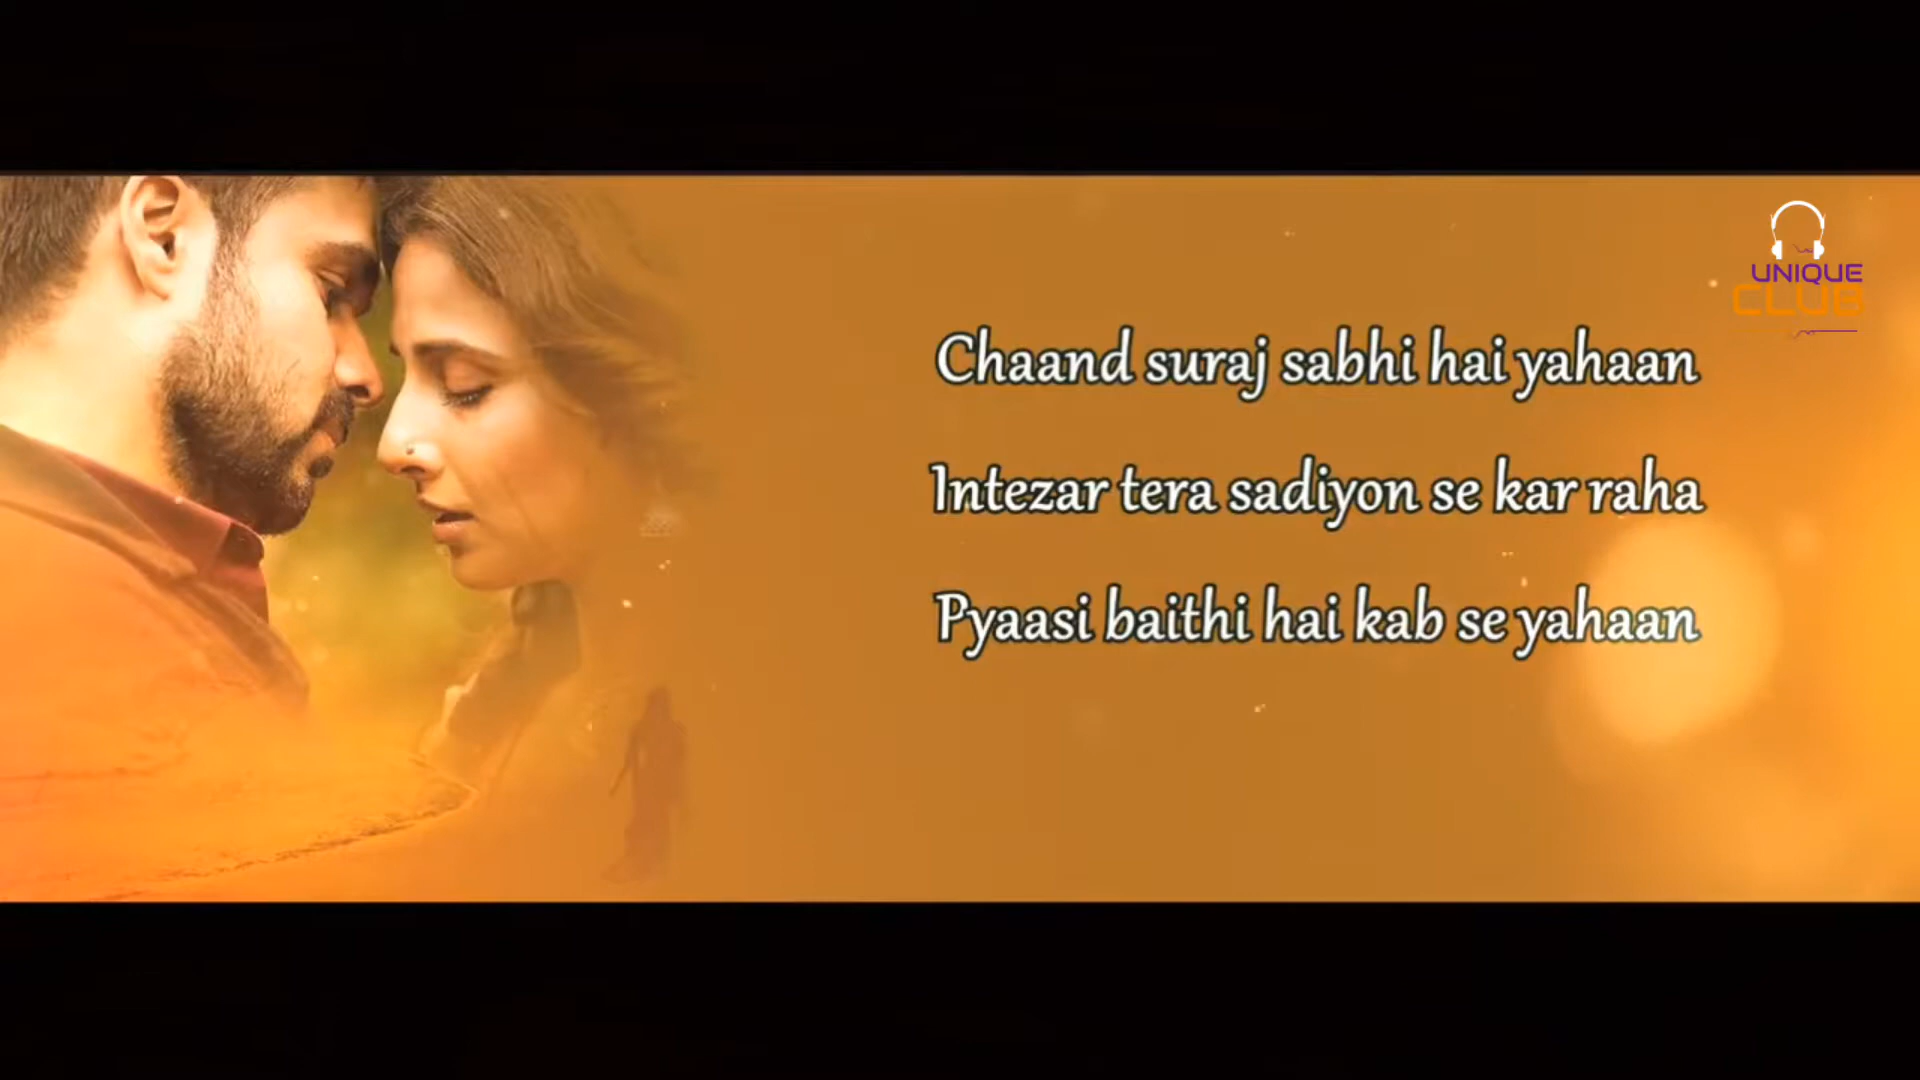 UNIQUE
CLUB
Chaand suraj sabhi hai yahaan
Intezar tera sadiyon se kar raha
Pyaasi baithi hai kab se yahaan